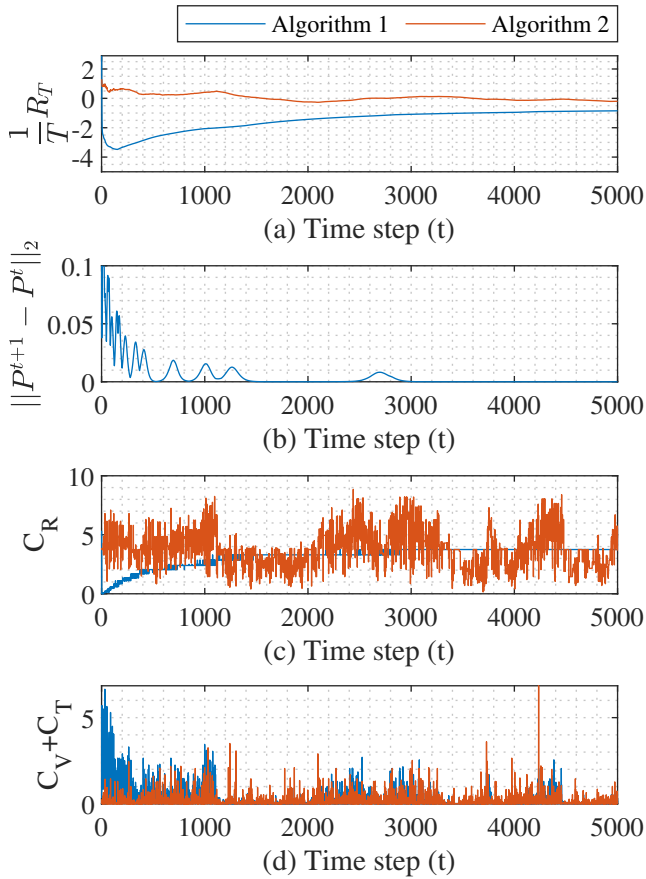 Algorithm 1 Algorithm 2
2
0
-2
-4
1/T R_T
0 1000 2000 3000 4000 5000
(a) Time step (t)
0.1
0.05
0
||P^{t+1} − P^t||_2
0 1000 2000 3000 4000 5000
(b) Time step (t)
10
5
0
C_R
0 1000 2000 3000 4000 5000
(c) Time step (t)
5
0
C_V+C_T
0 1000 2000 3000 4000 5000
(d) Time step (t)